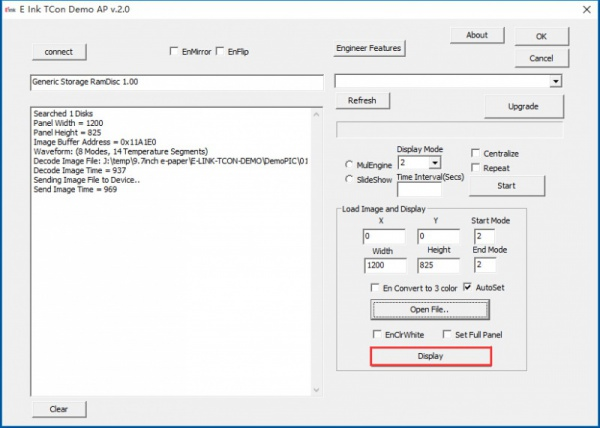 E Ink E Ink TCon Demo AP v.2.0
connect
EnMirror
EnFlip
Engineer Features
About
OK
Cancel
Generic Storage RamDisc 1.00
Refresh
Upgrade
Searched 1 Disks
Panel Width = 1200
Panel Height = 825
Image Buffer Address = 0x11A1E0
Waveform: (8 Modes, 14 Temperature Segments)
Decode Image File: J:\temp\9.7inch e-paper\E-LINK-TCON-DEMO\DemoPIC\01
Decode Image Time = 937
Sending Image File to Device..
Send Image Time = 969
Clear
MulEngine
SlideShow
Display Mode
2
Time Interval(Secs)
Centralize
Repeat
Start
Load Image and Display
X Y Start Mode
0 0 2
Width Height End Mode
1200 825 2
En Convert to 3 color
AutoSet
Open File..
EnClrWhite
Set Full Panel
Display